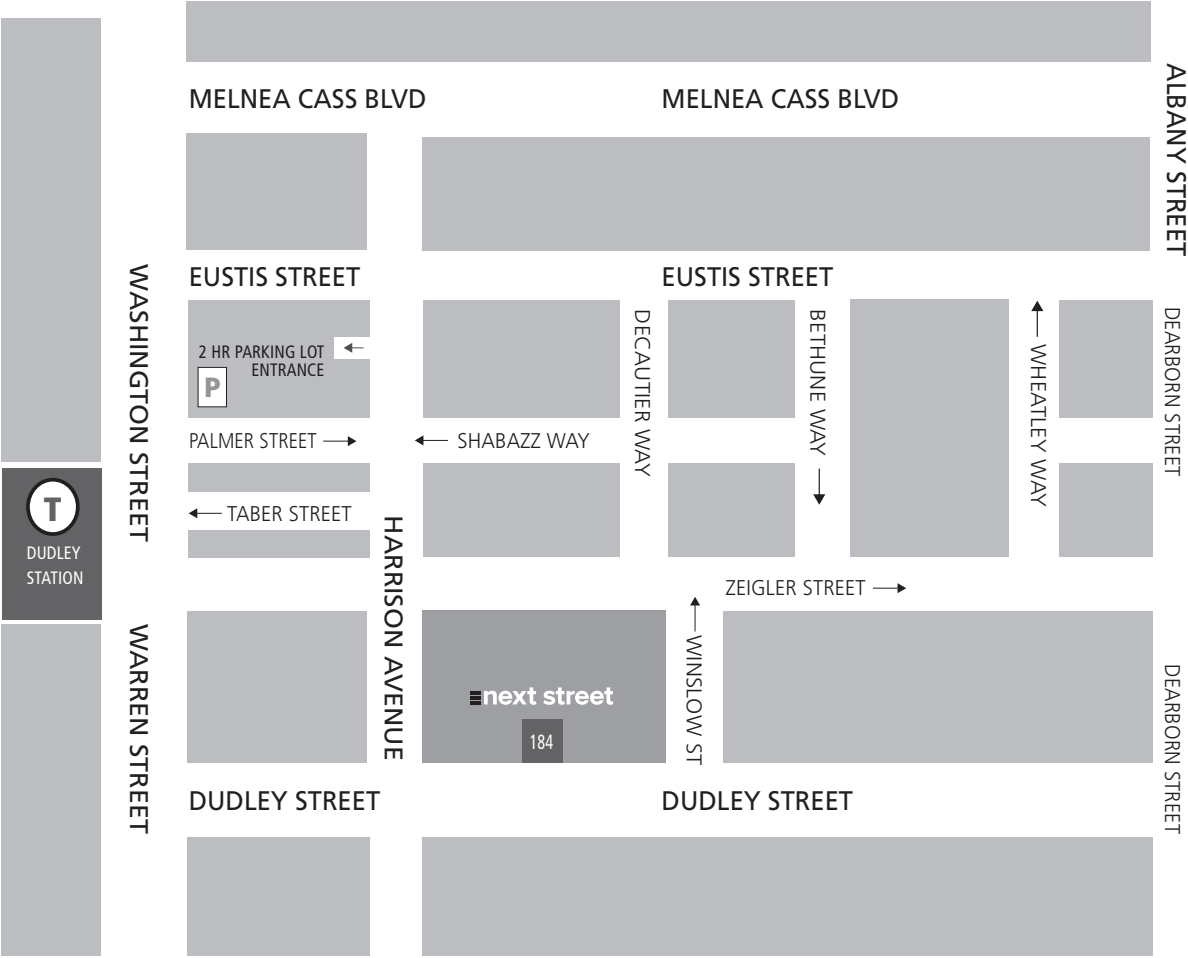 MELNEA CASS BLVD
MELNEA CASS BLVD
ALBANY STREET
EUSTIS STREET
EUSTIS STREET
WASHINGTON STREET
2 HR PARKING LOT
ENTRANCE
P
DECAUTIER WAY
BETHUNE WAY
WHEATLEY WAY
DEARBORN STREET
PALMER STREET
SHABAZZ WAY
T
DUDLEY
STATION
TABER STREET
HARRISON AVENUE
ZEIGLER STREET
WARREN STREET
next street
184
WINSLOW ST
DEARBORN STREET
DUDLEY STREET
DUDLEY STREET